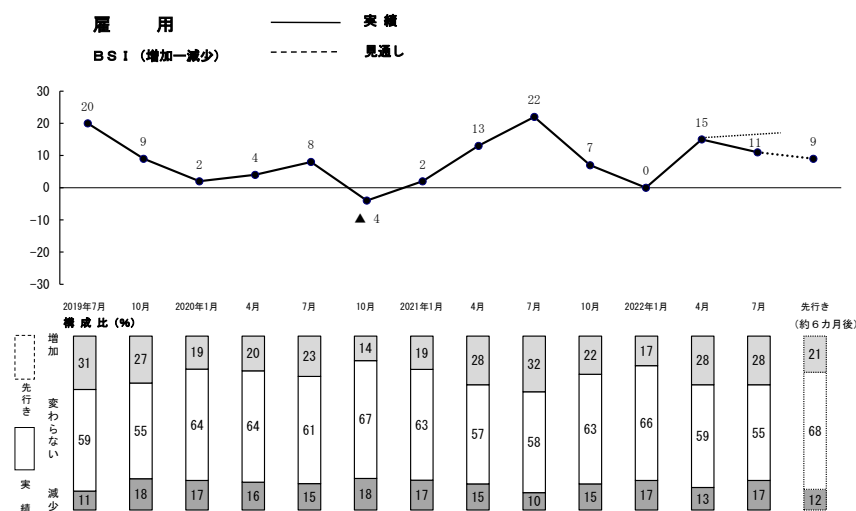 雇 用
実 績
ＢＳＩ（増加－減少）
見通し
30
20
10
0
-10
-20
-30
20
9
2
4
8
▲ 4
2
13
22
7
0
15
11
9
2019年7月 10月 2020年1月 4月 7月 10月 2021年1月 4月 7月 10月 2022年1月 4月 7月 先行き
構 成 比（%）
（約６カ月後）
増加
31 27 19 20 23 14 19 28 32 22 17 28 28 21
先行き
変わらない
59 55 64 64 61 67 63 57 58 63 66 59 55 68
実績
減少
11 18 17 16 15 18 17 15 10 15 17 13 17 12